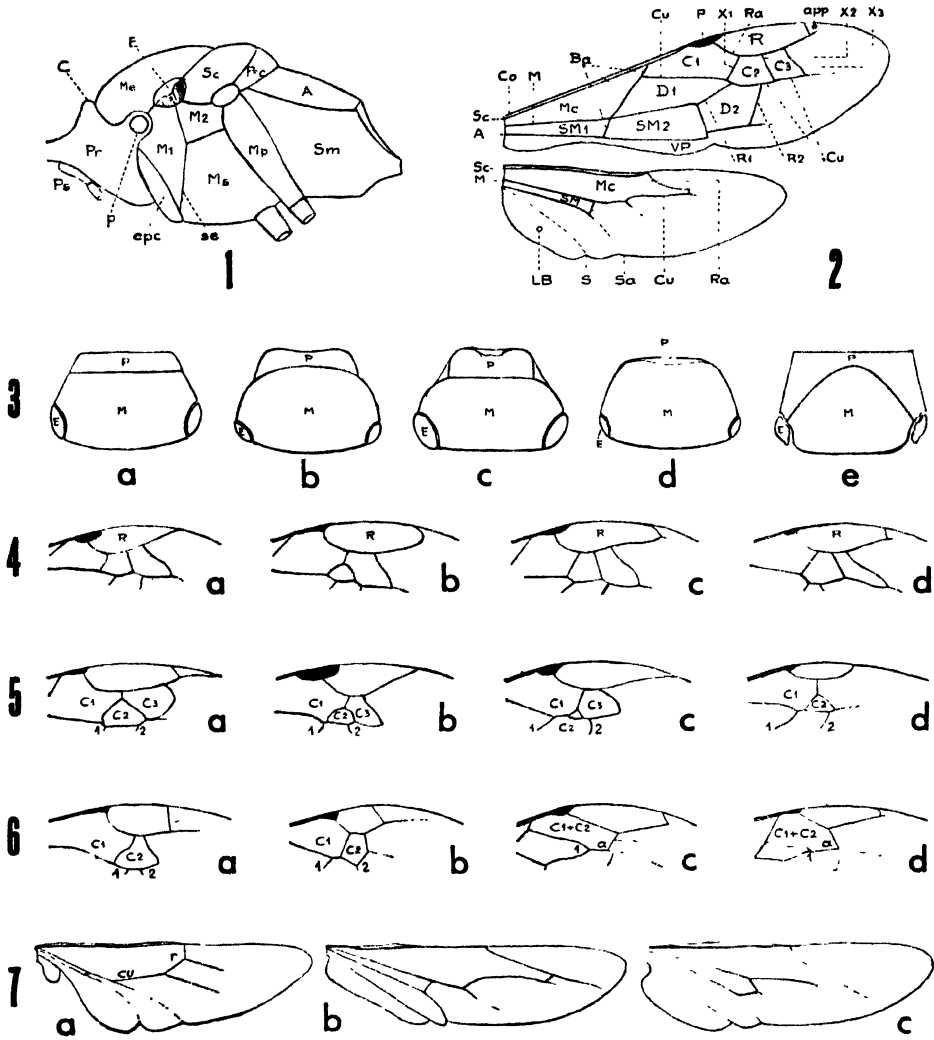 E
C
Me
Sc
Pc
A
M2
Pr
M1
Mp
Sm
Ps
Ms
P
epc
se
1
Cu P X1 Ra app X2 X3
R
Co M Bp C1 C2 C3
D1
Sc Mc D2
A SM1 SM2
VP
R1 R2 Cu
Sc
M Mc
SM
LB S Sa Cu Ra
2
3
P P P P P
M M M M M
E E E E E
a b c d e
4
R R R R
a b c d
5
C1 C2 C3 1 2 a
C1 C2 C3 1 2 b
C1 C3 C2 1 2 c
C1 C2 1 2 d
6
C1 C2 1 2 a
C1 C2 1 2 b
C1+C2 1 a c
C1+C2 1 a d
7
r
cu
a b c